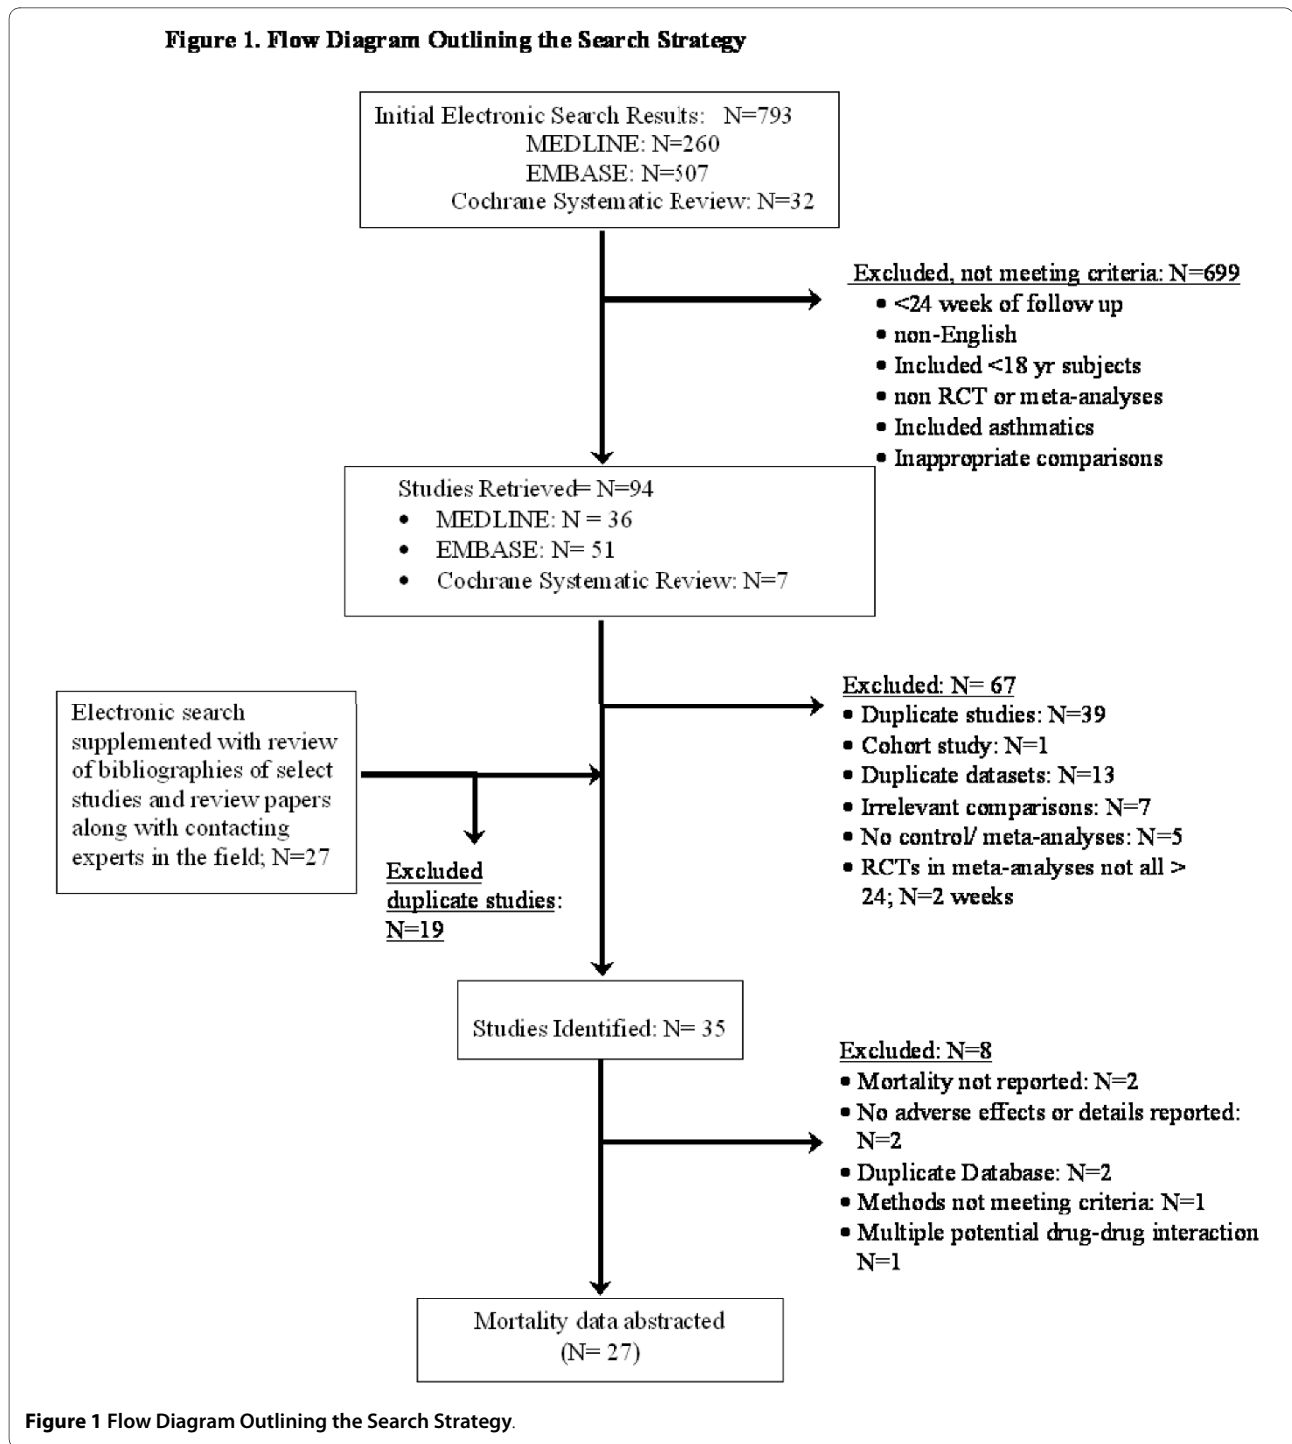 Figure 1. Flow Diagram Outlining the Search Strategy
Initial Electronic Search Results: N=793
MEDLINE: N=260
EMBASE: N=507
Cochrane Systematic Review: N=32
Excluded, not meeting criteria: N=699
• <24 week of follow up
• non-English
• Included <18 yr subjects
• non RCT or meta-analyses
• Included asthmatics
• Inappropriate comparisons
Studies Retrieved= N=94
• MEDLINE: N = 36
• EMBASE: N= 51
• Cochrane Systematic Review: N=7
Electronic search
supplemented with review
of bibliographies of select
studies and review papers
along with contacting
experts in the field; N=27
Excluded
duplicate studies:
N=19
Excluded: N= 67
• Duplicate studies: N=39
• Cohort study: N=1
• Duplicate datasets: N=13
• Irrelevant comparisons: N=7
• No control/ meta-analyses: N=5
• RCTs in meta-analyses not all >
24; N=2 weeks
Studies Identified: N= 35
Excluded: N=8
• Mortality not reported: N=2
• No adverse effects or details reported:
N=2
• Duplicate Database: N=2
• Methods not meeting criteria: N=1
• Multiple potential drug-drug interaction
N=1
Mortality data abstracted
(N= 27)
Figure 1 Flow Diagram Outlining the Search Strategy.